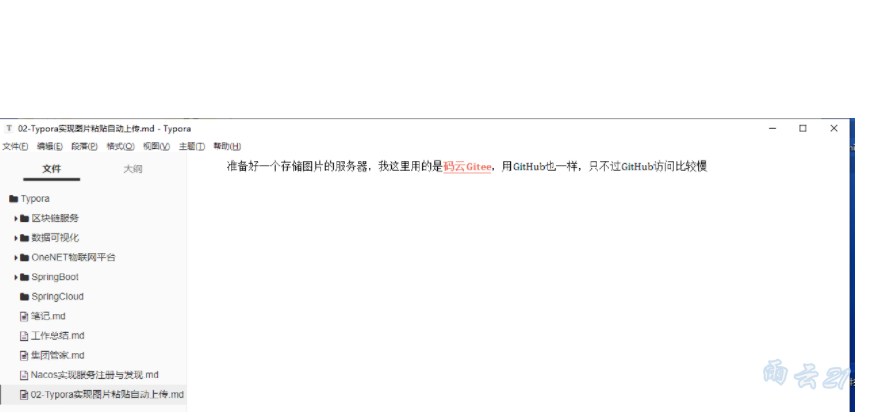 T 02-Typora实现图片粘贴自动上传.md - Typora
文件(F) 编辑(E) 段落(P) 格式(O) 视图(V) 主题(T) 帮助(H)
文件 大纲
准备好一个存储图片的服务器，我这里用的是码云Gitee，用GitHub也一样，只不过GitHub访问比较慢
Typora
区块链服务
数据可视化
OneNET物联网平台
SpringBoot
SpringCloud
笔记.md
工作总结.md
集团管家.md
Nacos实现服务注册与发现.md
02-Typora实现图片粘贴自动上传.md
雨云21